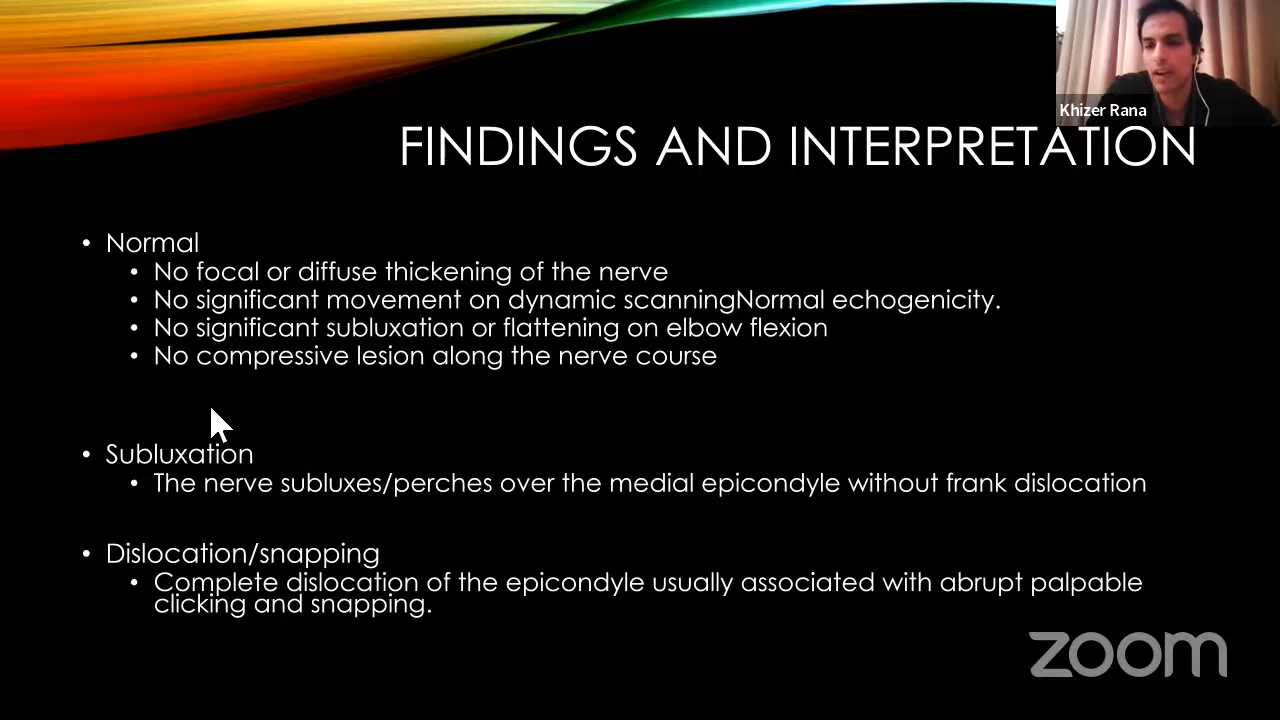 Khizer Rana
FINDINGS AND INTERPRETATION
• Normal
• No focal or diffuse thickening of the nerve
• No significant movement on dynamic scanningNormal echogenicity.
• No significant subluxation or flattening on elbow flexion
• No compressive lesion along the nerve course
• Subluxation
• The nerve subluxes/perches over the medial epicondyle without frank dislocation
• Dislocation/snapping
• Complete dislocation of the epicondyle usually associated with abrupt palpable
clicking and snapping.
zoom